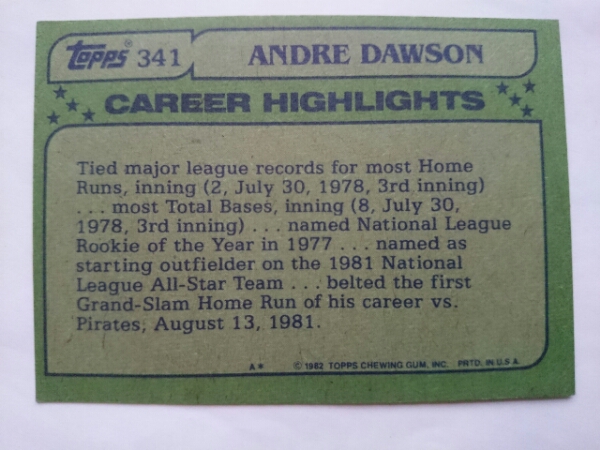 Topps® 341 ANDRE DAWSON
CAREER HIGHLIGHTS
Tied major league records for most Home
Runs, inning (2, July 30, 1978, 3rd inning)
. . . most Total Bases, inning (8, July 30,
1978, 3rd inning) . . . named National League
Rookie of the Year in 1977 . . . named as
starting outfielder on the 1981 National
League All-Star Team . . . belted the first
Grand-Slam Home Run of his career vs.
Pirates, August 13, 1981.
A* © 1982 TOPPS CHEWING GUM, INC. PRTD. IN U.S.A.